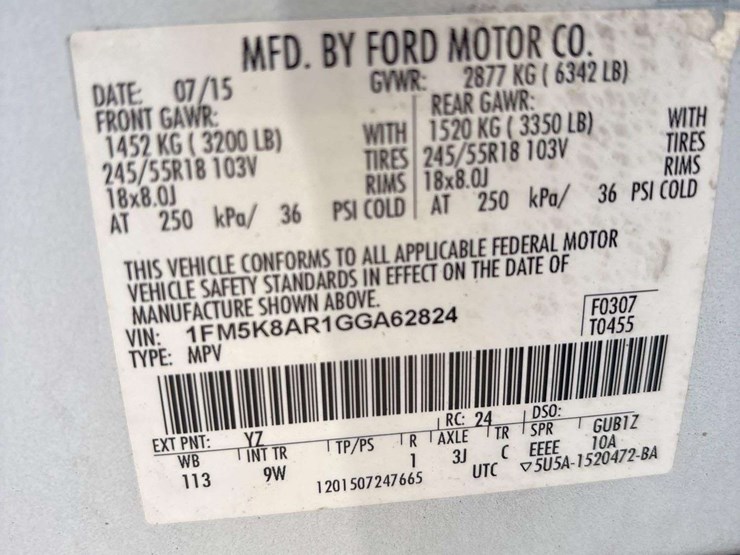 MFD. BY FORD MOTOR CO.
DATE: 07/15 GVWR: 2877 KG ( 6342 LB)
FRONT GAWR: REAR GAWR:
1452 KG ( 3200 LB) WITH 1520 KG ( 3350 LB) WITH
245/55R18 103V TIRES 245/55R18 103V TIRES
18x8.0J RIMS 18x8.0J RIMS
AT 250 kPa/ 36 PSI COLD AT 250 kPa/ 36 PSI COLD
THIS VEHICLE CONFORMS TO ALL APPLICABLE FEDERAL MOTOR
VEHICLE SAFETY STANDARDS IN EFFECT ON THE DATE OF
MANUFACTURE SHOWN ABOVE.
VIN: 1FM5K8AR1GGA62824 F0307
TYPE: MPV T0455
EXT PNT: YZ RC: 24 DSO:
WB INT TR TP/PS R AXLE TR SPR GUB1Z
113 9W 1 3J C EEEE 10A
1201507247665 UTC ▽5U5A-1520472-BA